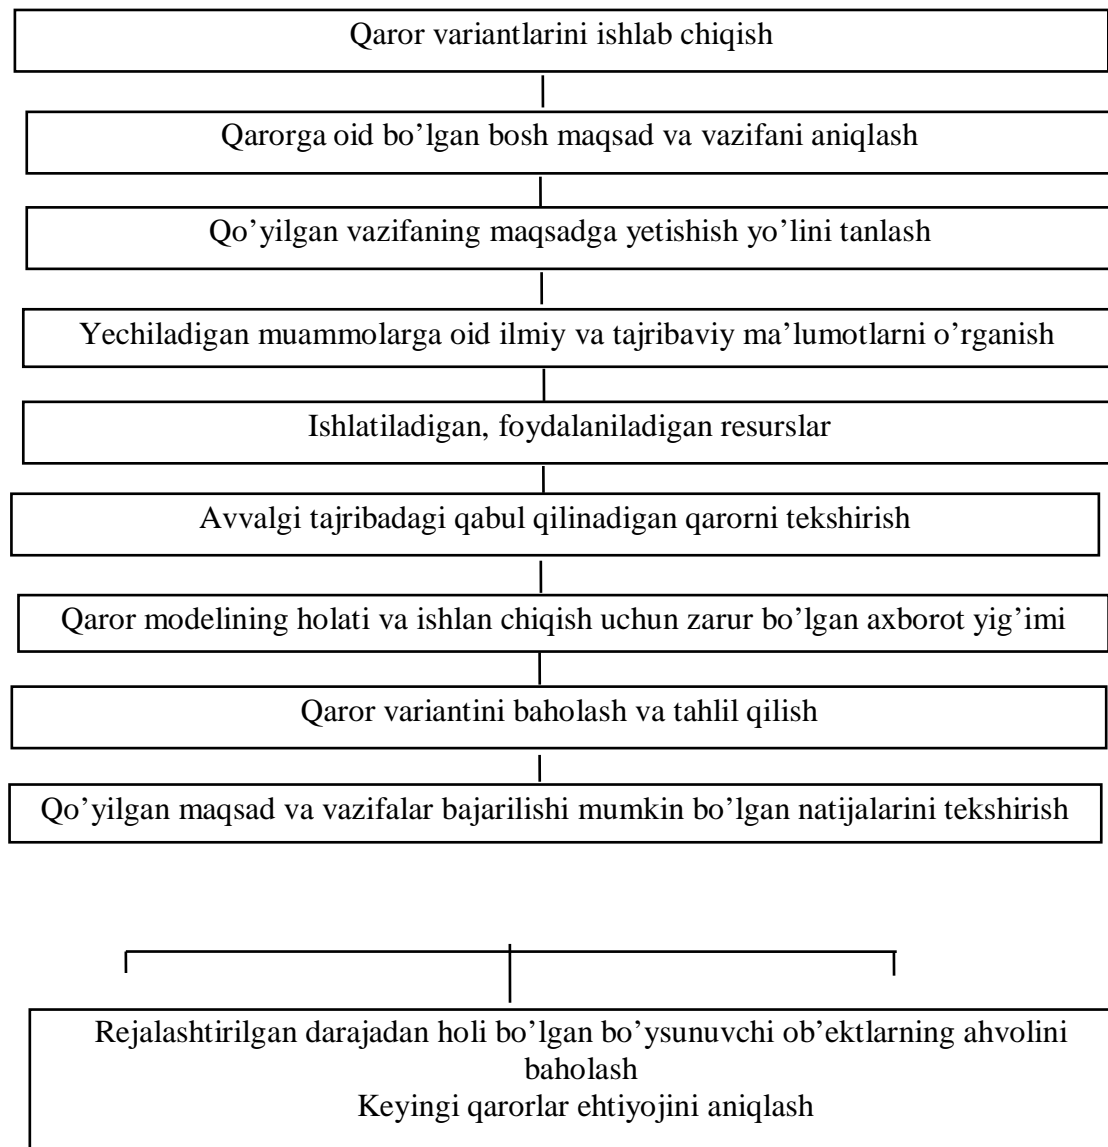 Qaror variantlarini ishlab chiqish
Qarorga oid bo’lgan bosh maqsad va vazifani aniqlash
Qo’yilgan vazifaning maqsadga yetishish yo’lini tanlash
Yechiladigan muammolarga oid ilmiy va tajribaviy ma’lumotlarni o’rganish
Ishlatiladigan, foydalaniladigan resurslar
Avvalgi tajribadagi qabul qilinadigan qarorni tekshirish
Qaror modelining holati va ishlan chiqish uchun zarur bo’lgan axborot yig’imi
Qaror variantini baholash va tahlil qilish
Qo’yilgan maqsad va vazifalar bajarilishi mumkin bo’lgan natijalarini tekshirish
Rejalashtirilgan darajadan holi bo’lgan bo’ysunuvchi ob’ektlarning ahvolini
baholash
Keyingi qarorlar ehtiyojini aniqlash